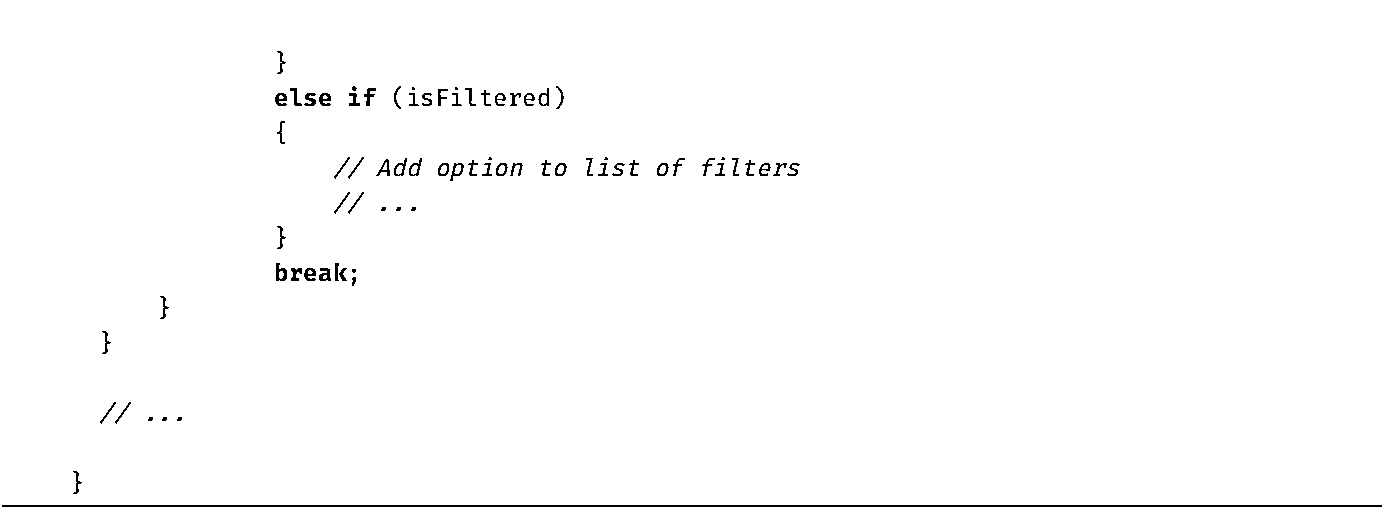 }
else if (isFiltered)
{
// Add option to list of filters
// ...
}
break;
}
}
// ...
}